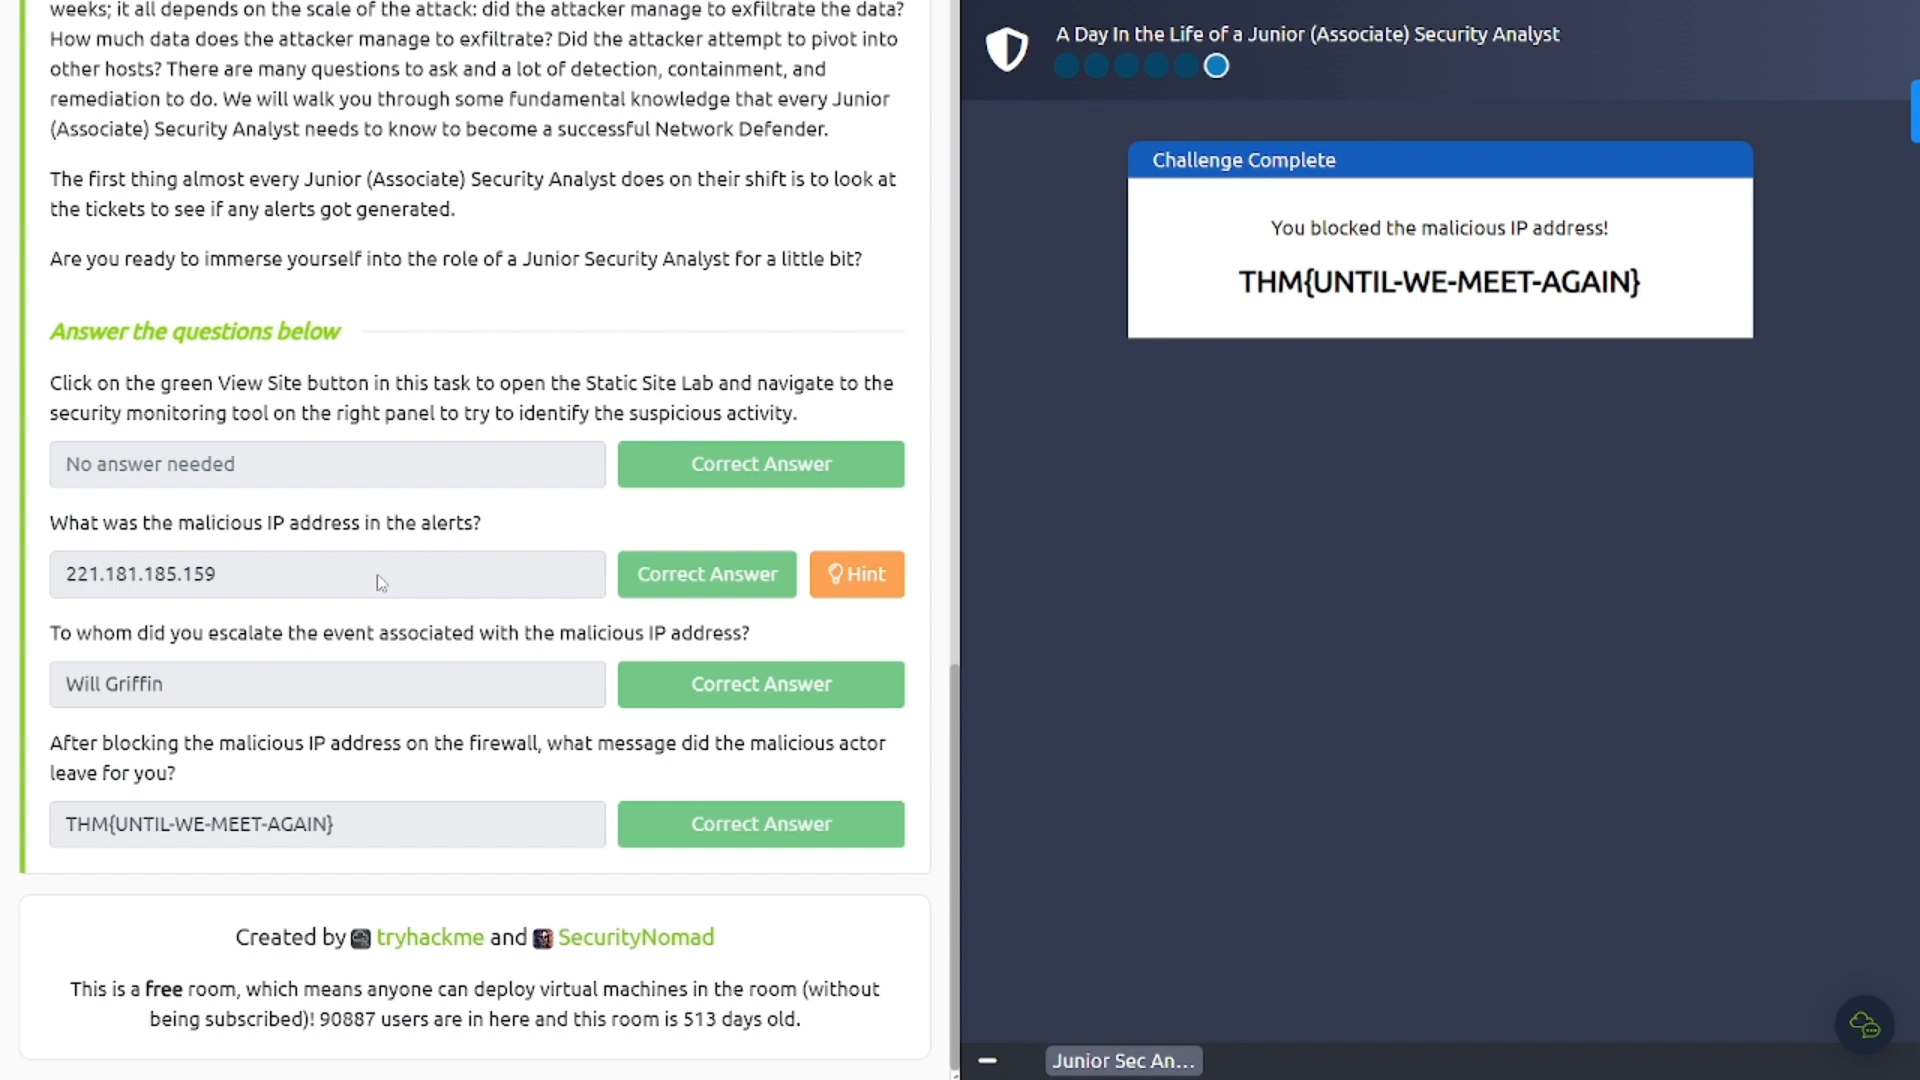 weeks; it all depends on the scale of the attack: did the attacker manage to exfiltrate the data?
How much data does the attacker manage to exfiltrate? Did the attacker attempt to pivot into
other hosts? There are many questions to ask and a lot of detection, containment, and
remediation to do. We will walk you through some fundamental knowledge that every Junior
(Associate) Security Analyst needs to know to become a successful Network Defender.
The first thing almost every Junior (Associate) Security Analyst does on their shift is to look at
the tickets to see if any alerts got generated.
Are you ready to immerse yourself into the role of a Junior Security Analyst for a little bit?
Answer the questions below
Click on the green View Site button in this task to open the Static Site Lab and navigate to the
security monitoring tool on the right panel to try to identify the suspicious activity.
No answer needed
Correct Answer
What was the malicious IP address in the alerts?
221.181.185.159
Correct Answer
Hint
To whom did you escalate the event associated with the malicious IP address?
Will Griffin
Correct Answer
After blocking the malicious IP address on the firewall, what message did the malicious actor
leave for you?
THM{UNTIL-WE-MEET-AGAIN}
Correct Answer
Created by tryhackme and SecurityNomad
This is a free room, which means anyone can deploy virtual machines in the room (without
being subscribed)! 90887 users are in here and this room is 513 days old.
A Day In the Life of a Junior (Associate) Security Analyst
Challenge Complete
You blocked the malicious IP address!
THM{UNTIL-WE-MEET-AGAIN}
Junior Sec An...